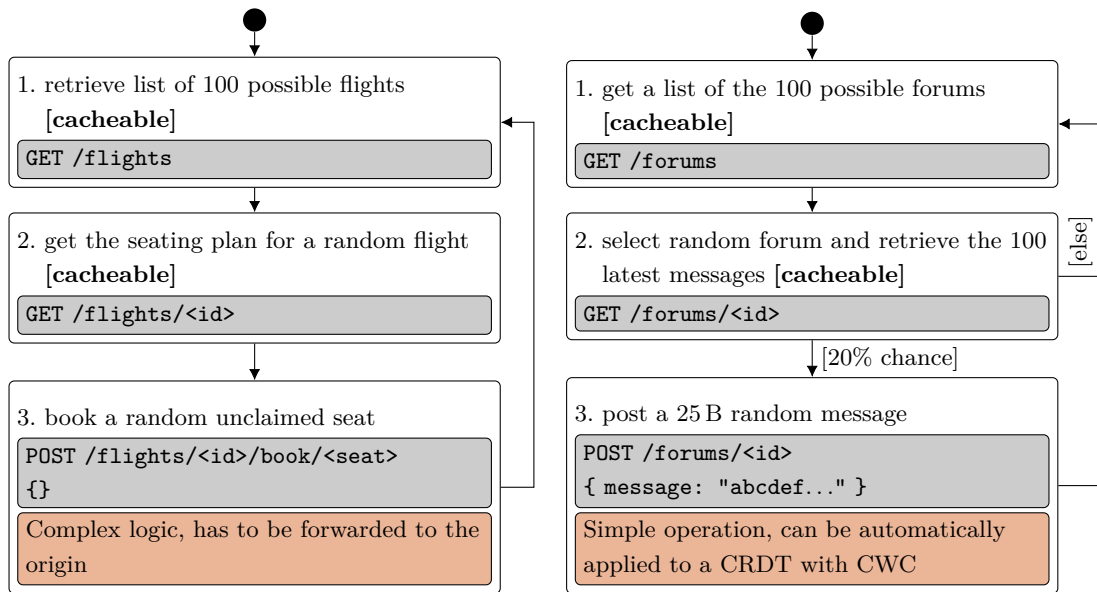 1. retrieve list of 100 possible flights
[cacheable]
GET /flights
2. get the seating plan for a random flight
[cacheable]
GET /flights/<id>
3. book a random unclaimed seat
POST /flights/<id>/book/<seat>
{}
Complex logic, has to be forwarded to the
origin
1. get a list of the 100 possible forums
[cacheable]
GET /forums
2. select random forum and retrieve the 100
latest messages [cacheable]
GET /forums/<id>
[else]
[20% chance]
3. post a 25 B random message
POST /forums/<id>
{ message: "abcdef..." }
Simple operation, can be automatically
applied to a CRDT with CWC